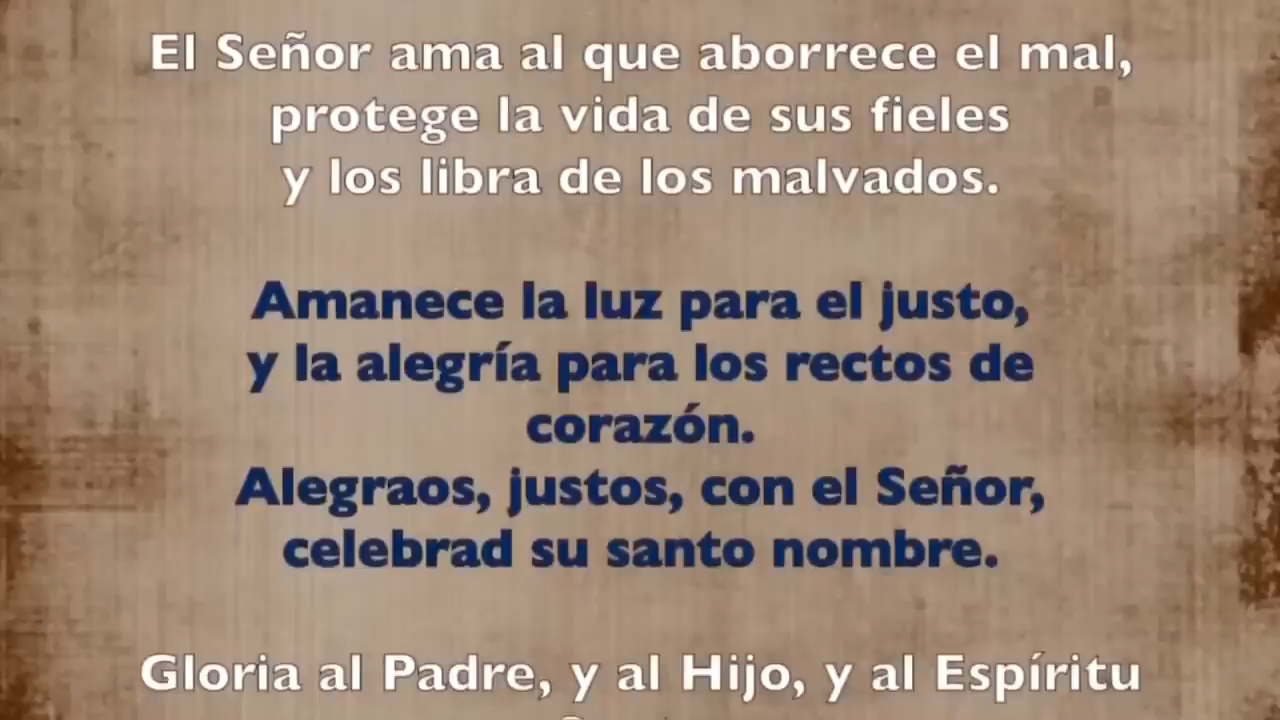 El Señor ama al que aborrece el mal,
protege la vida de sus fieles
y los libra de los malvados.
Amanece la luz para el justo,
y la alegría para los rectos de
corazón.
Alegraos, justos, con el Señor,
celebrad su santo nombre.
Gloria al Padre, y al Hijo, y al Espíritu